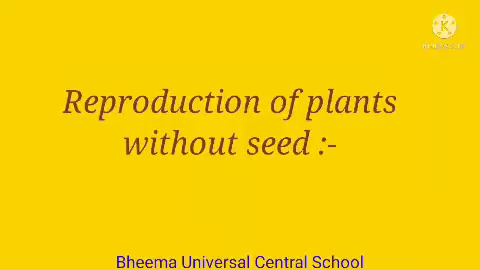 Reproduction of plants
without seed :-
Bheema Universal Central School